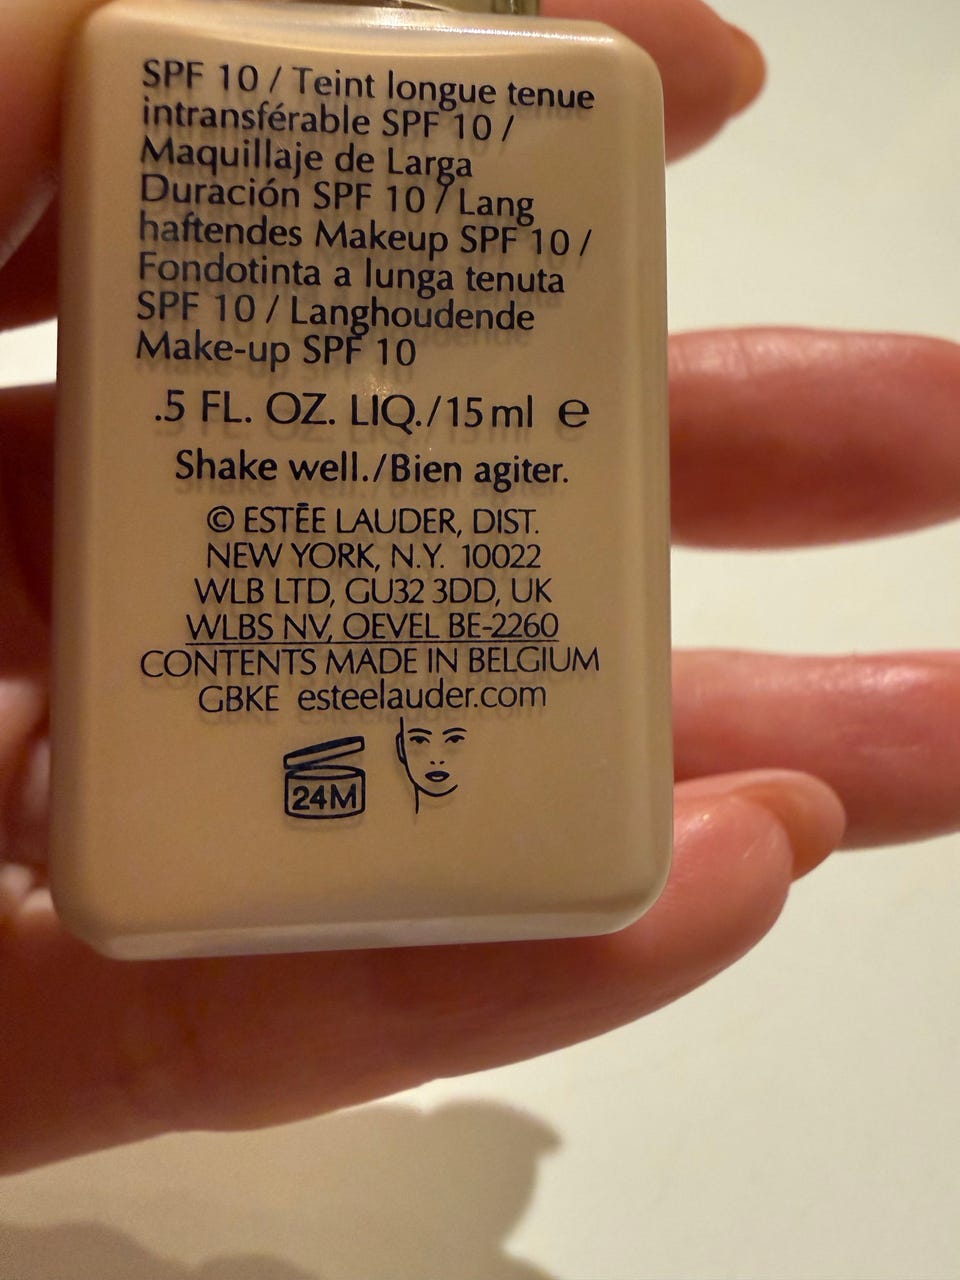 SPF 10 / Teint longue tenue
intransférable SPF 10 /
Maquillaje de Larga
Duración SPF 10 / Lang
haftendes Makeup SPF 10 /
Fondotinta a lunga tenuta
SPF 10 / Langhoudende
Make-up SPF 10
.5 FL. OZ. LIQ./15 ml ℮
Shake well./Bien agiter.
© ESTĒE LAUDER, DIST.
NEW YORK, N.Y. 10022
WLB LTD, GU32 3DD, UK
WLBS NV, OEVEL BE-2260
CONTENTS MADE IN BELGIUM
GBKE esteelauder.com
24M